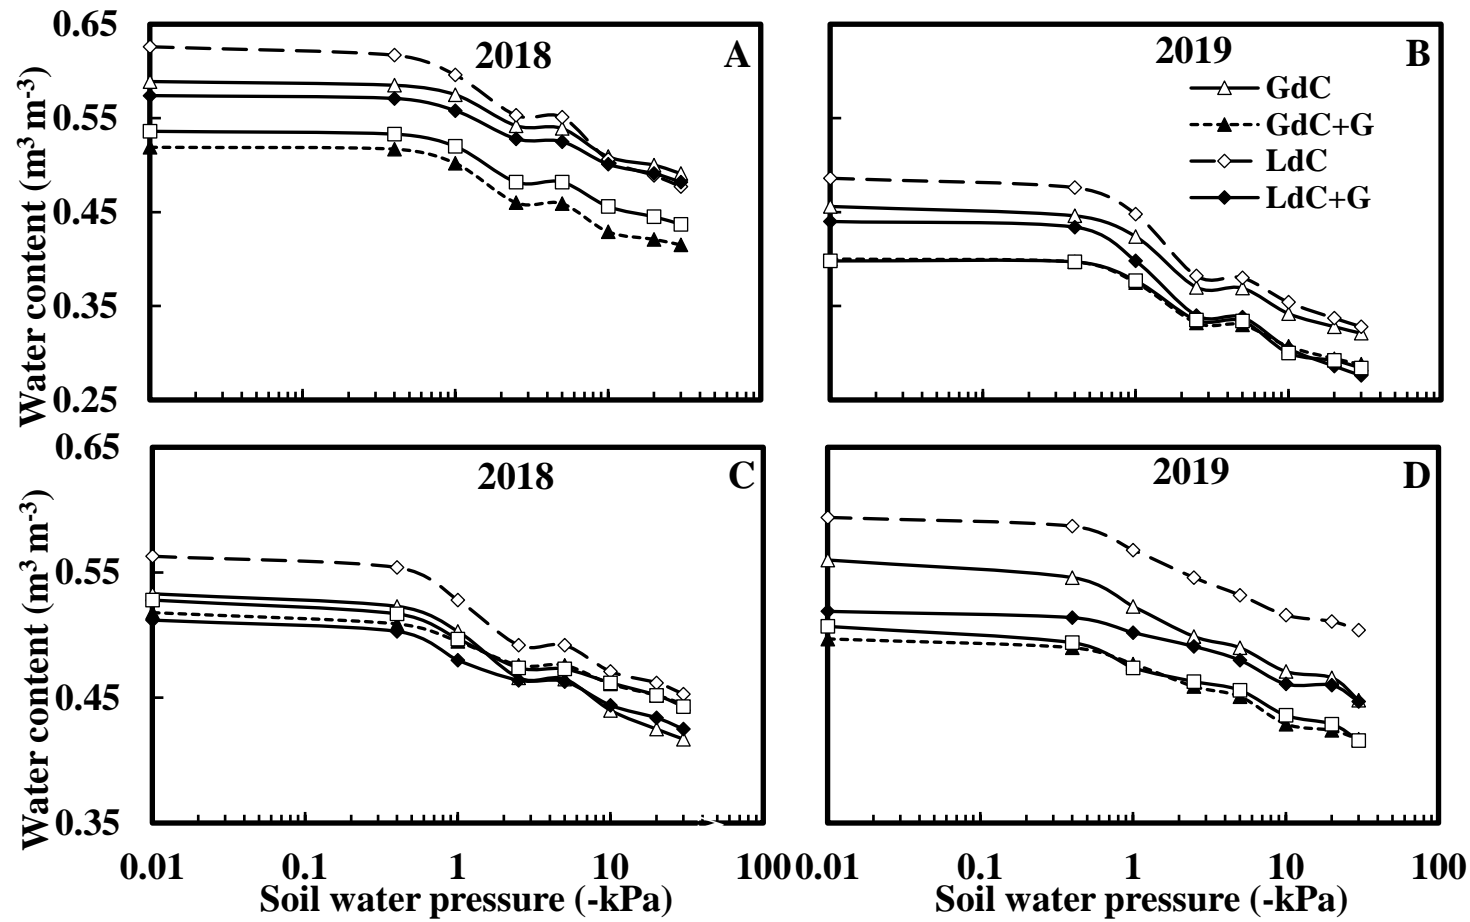 0.65
0.55
0.45
0.35
0.25
Water content (m³ m⁻³)
2018
A
2019
B
GdC
GdC+G
LdC
LdC+G
0.65
0.55
0.45
0.35
Water content (m³ m⁻³)
2018
C
2019
D
0.01 0.1 1 10 100
0.01 0.1 1 10 100
Soil water pressure (-kPa)
Soil water pressure (-kPa)